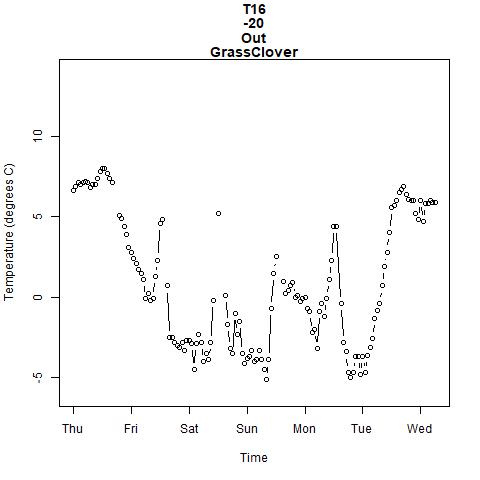 T16
-20
Out
GrassClover
Temperature (degrees C)
10
5
0
-5
Thu Fri Sat Sun Mon Tue Wed
Time